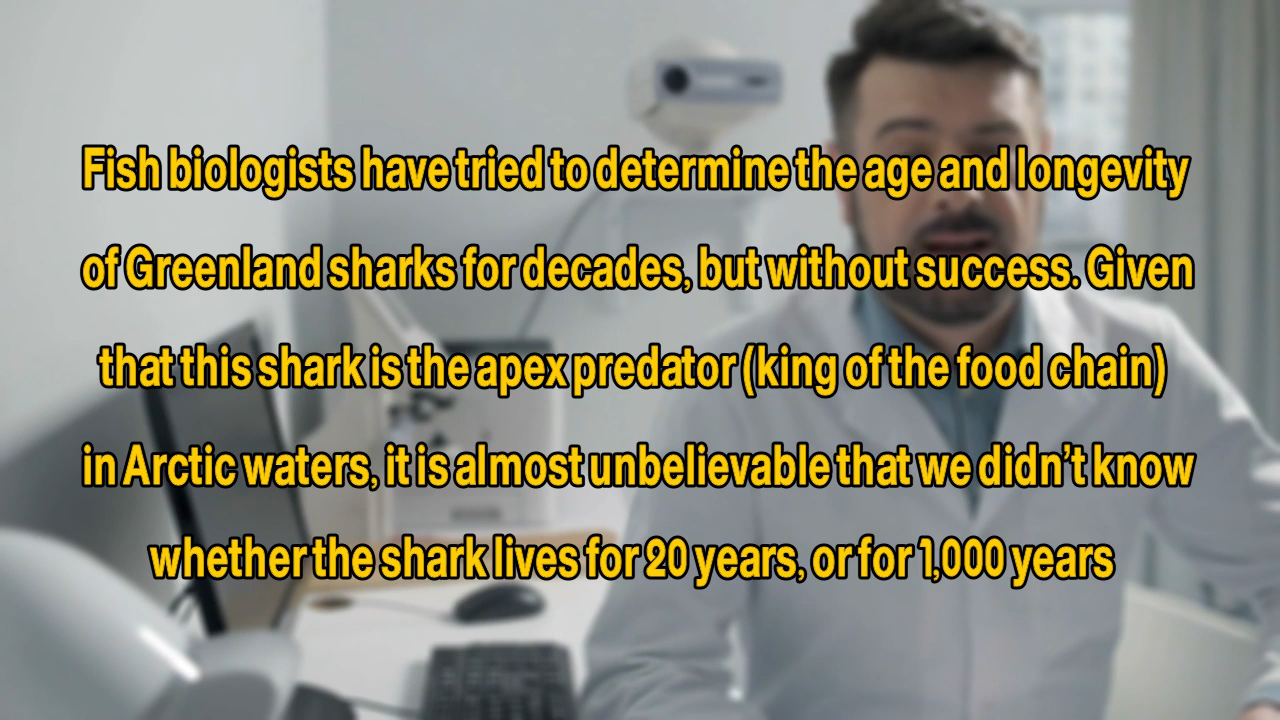 Fish biologists have tried to determine the age and longevity
of Greenland sharks for decades, but without success. Given
that this shark is the apex predator (king of the food chain)
in Arctic waters, it is almost unbelievable that we didn’t know
whether the shark lives for 20 years, or for 1,000 years